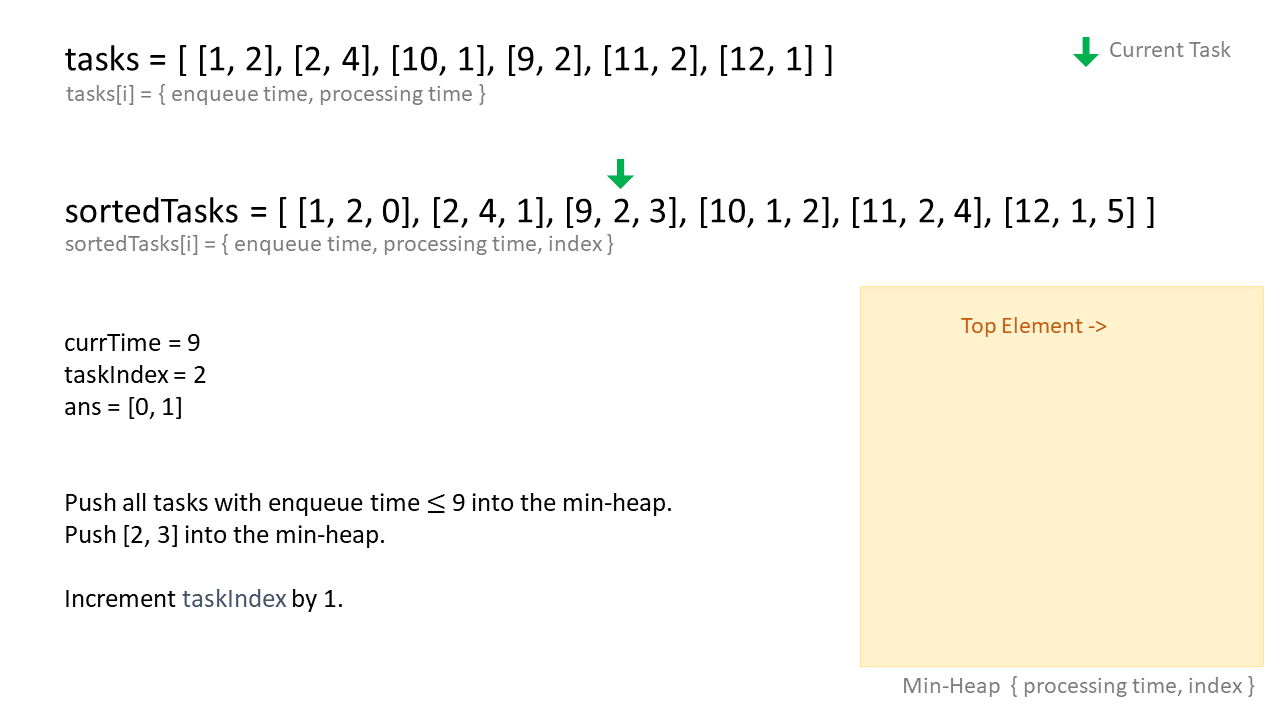 tasks = [ [1, 2], [2, 4], [10, 1], [9, 2], [11, 2], [12, 1] ]
tasks[i] = { enqueue time, processing time }
Current Task
sortedTasks = [ [1, 2, 0], [2, 4, 1], [9, 2, 3], [10, 1, 2], [11, 2, 4], [12, 1, 5] ]
sortedTasks[i] = { enqueue time, processing time, index }
currTime = 9
taskIndex = 2
ans = [0, 1]
Push all tasks with enqueue time ≤ 9 into the min-heap.
Push [2, 3] into the min-heap.
Increment taskIndex by 1.
Top Element ->
Min-Heap { processing time, index }